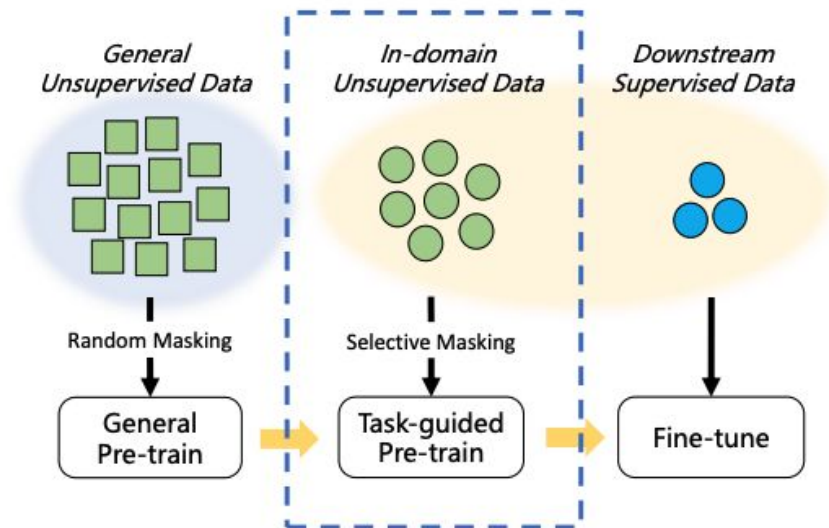 General
Unsupervised Data
In-domain
Unsupervised Data
Downstream
Supervised Data
Random Masking
Selective Masking
General
Pre-train
Task-guided
Pre-train
Fine-tune